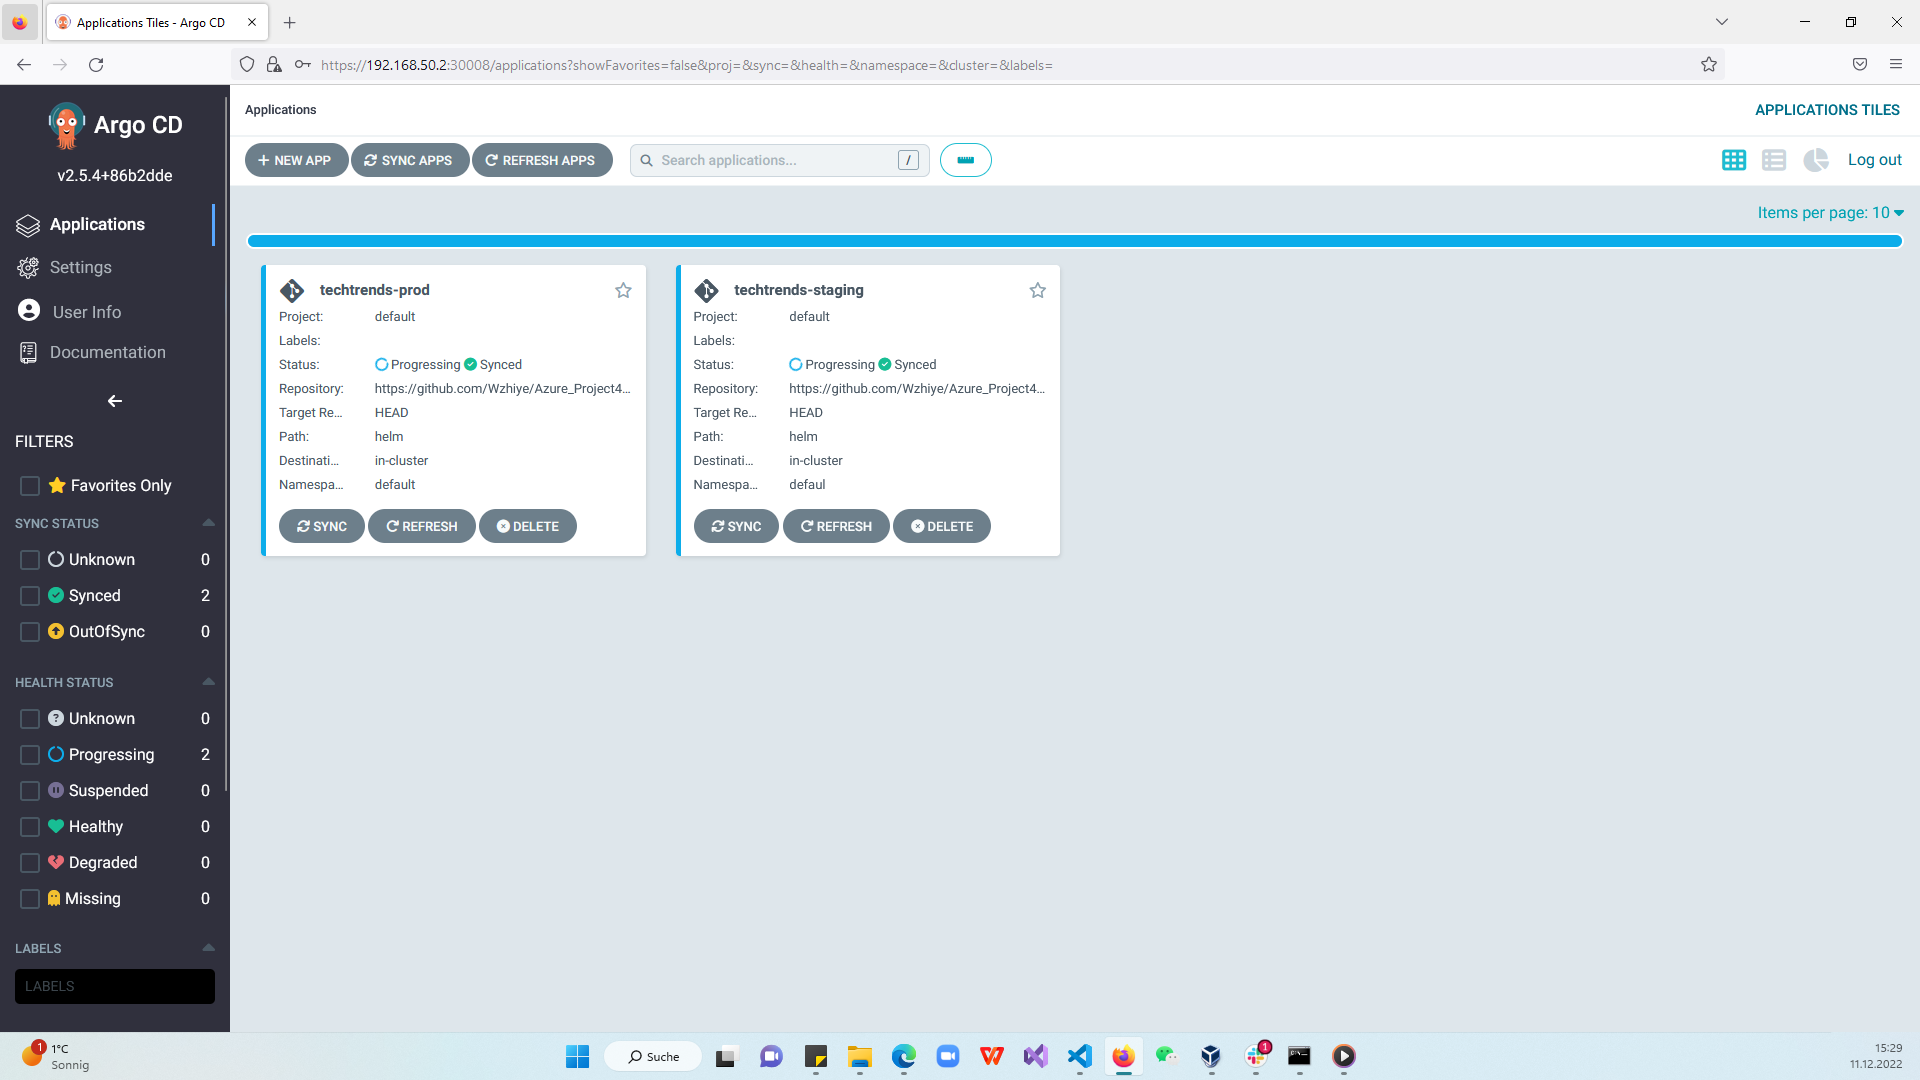 Applications Tiles - Argo CD
https://192.168.50.2:30008/applications?showFavorites=false&proj=&sync=&health=&namespace=&cluster=&labels=
Argo CD
v2.5.4+86b2dde
Applications
Settings
User Info
Documentation
FILTERS
Favorites Only
SYNC STATUS
Unknown 0
Synced 2
OutOfSync 0
HEALTH STATUS
Unknown 0
Progressing 2
Suspended 0
Healthy 0
Degraded 0
Missing 0
LABELS
LABELS
Applications
APPLICATIONS TILES
NEW APP SYNC APPS REFRESH APPS Search applications... / Log out
Items per page: 10
techtrends-prod
Project: default
Labels:
Status: Progressing Synced
Repository: https://github.com/Wzhiye/Azure_Project4...
Target Re... HEAD
Path: helm
Destinati... in-cluster
Namespa... default
SYNC REFRESH DELETE
techtrends-staging
Project: default
Labels:
Status: Progressing Synced
Repository: https://github.com/Wzhiye/Azure_Project4...
Target Re... HEAD
Path: helm
Destinati... in-cluster
Namespa... defaul
SYNC REFRESH DELETE
1
1°C
Sonnig
Suche
1
15:29
11.12.2022